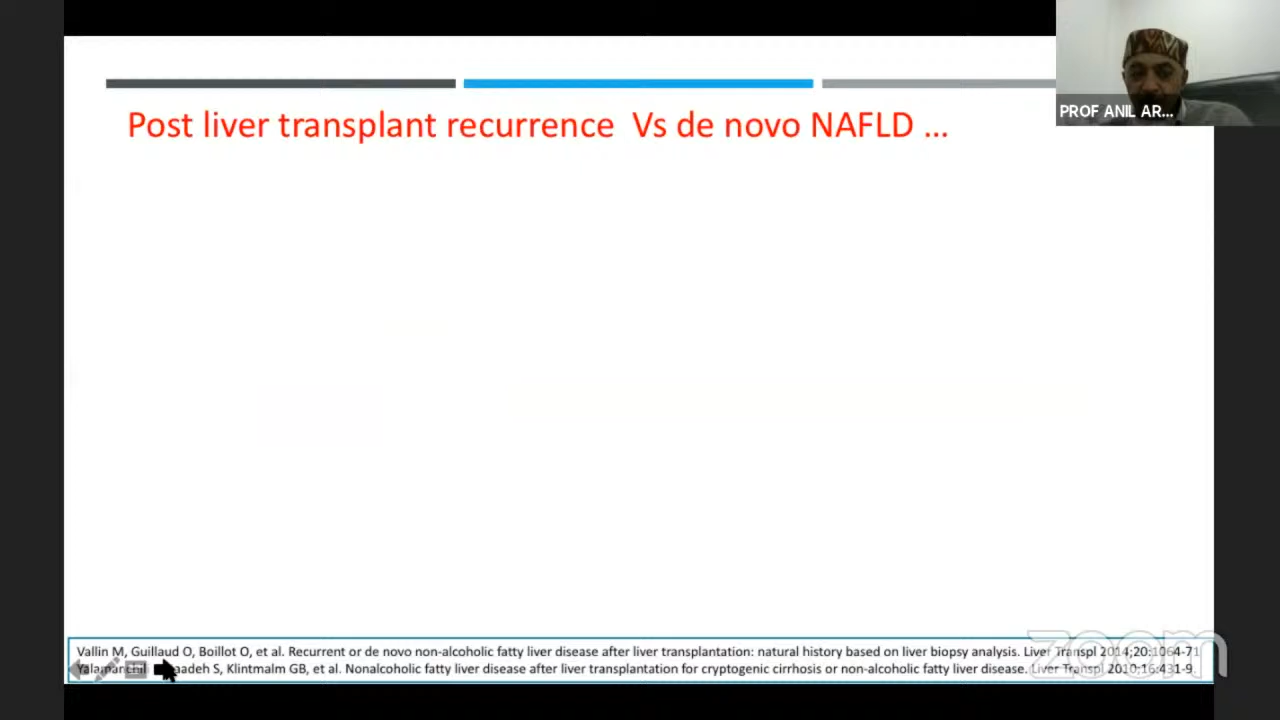 Post liver transplant recurrence Vs de novo NAFLD ...
PROF ANIL AR...
Vallin M, Guillaud O, Boillot O, et al. Recurrent or de novo non-alcoholic fatty liver disease after liver transplantation: natural history based on liver biopsy analysis. Liver Transpl 2014;20:1064-71
Klintmalm GB, et al. Nonalcoholic fatty liver disease after liver transplantation for cryptogenic cirrhosis or non-alcoholic fatty liver disease. Liver Transpl 2010;16:431-9
zoom